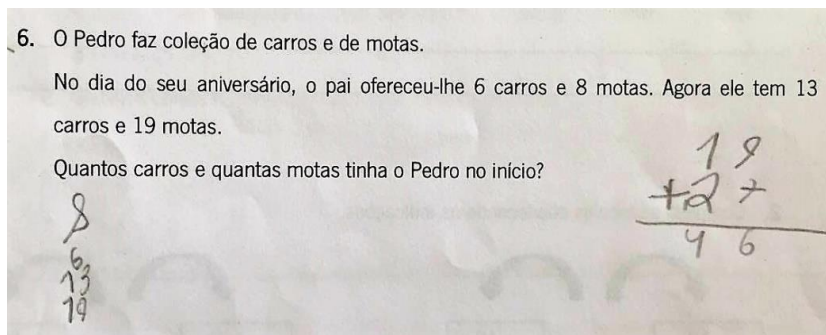 6. O Pedro faz coleção de carros e de motas.
No dia do seu aniversário, o pai ofereceu-lhe 6 carros e 8 motas. Agora ele tem 13
carros e 19 motas.
Quantos carros e quantas motas tinha o Pedro no início?
8
6
13
19
19
+27
46